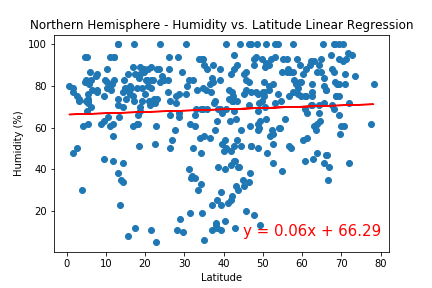 Northern Hemisphere - Humidity vs. Latitude Linear Regression
Humidity (%)
100
80
60
40
20
y = 0.06x + 66.29
0 10 20 30 40 50 60 70 80
Latitude